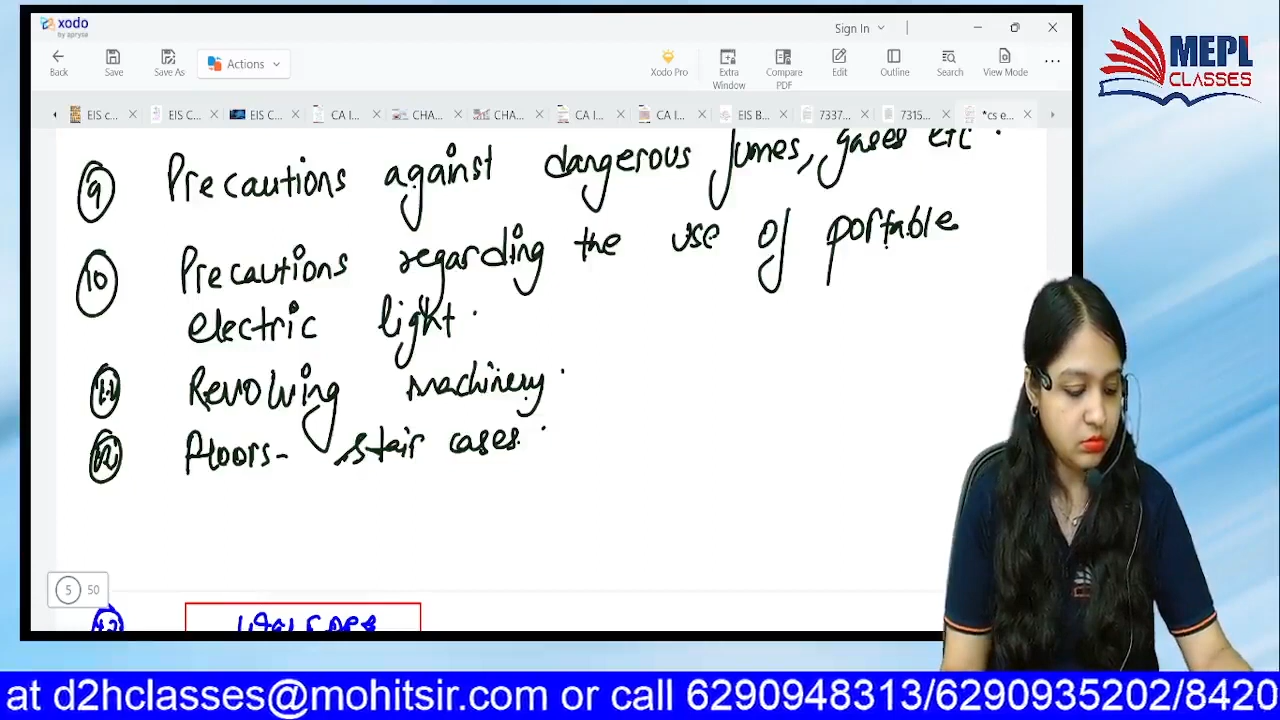 xodo
by apryse
Sign In
MEPL
CLASSES
Back
Save
Save As
Actions
Xodo Pro
Extra Window
Compare PDF
Edit
Outline
Search
View Mode
EIS c...
EIS C...
EIS C...
CA I...
CHA...
CHA...
CA I...
CA I...
EIS B...
7337...
7315...
*cs e...
9 Precautions against dangerous fumes, gases etc.
10 Precautions regarding the use of portable
electric light.
11 Revolving machinery.
12 Floors - stair cases.
5 50
at d2hclasses@mohitsir.com or call 6290948313/6290935202/8420